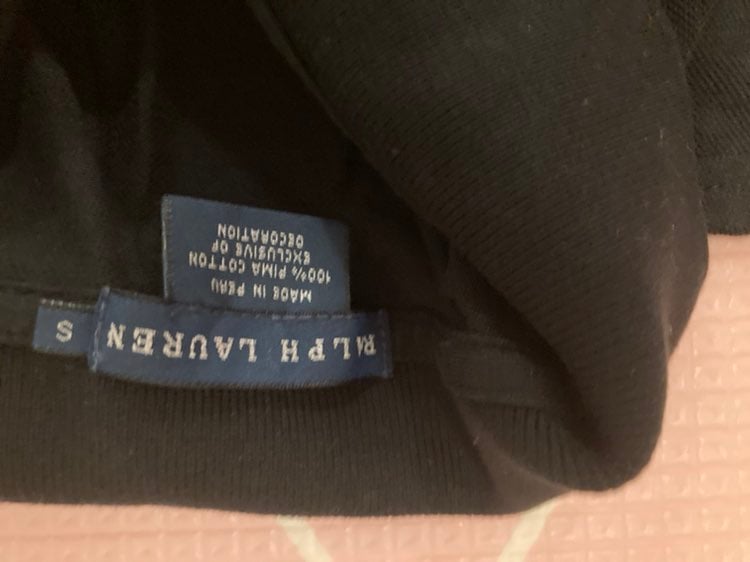 RALPH LAUREN
S
MADE IN PERU
100% PIMA COTTON
EXCLUSIVE OF
DECORATION